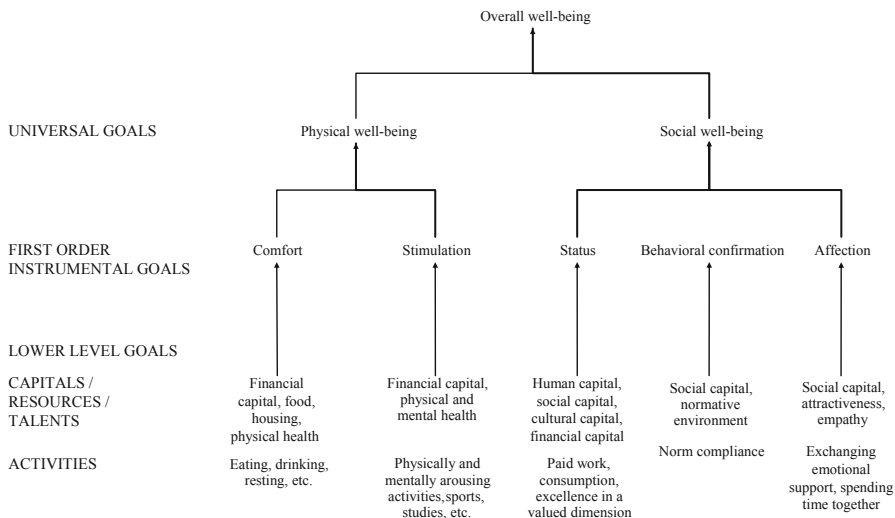 Overall well-being
UNIVERSAL GOALS
Physical well-being
Social well-being
FIRST ORDER
INSTRUMENTAL GOALS
Comfort
Stimulation
Status
Behavioral confirmation
Affection
LOWER LEVEL GOALS
CAPITALS /
RESOURCES /
TALENTS
Financial
capital, food,
housing,
physical health
Financial capital,
physical and
mental health
Human capital,
social capital,
cultural capital,
financial capital
Social capital,
normative
environment
Social capital,
attractiveness,
empathy
ACTIVITIES
Eating, drinking,
resting, etc.
Physically and
mentally arousing
activities,sports,
studies, etc.
Paid work,
consumption,
excellence in a
valued dimension
Norm compliance
Exchanging
emotional
support, spending
time together